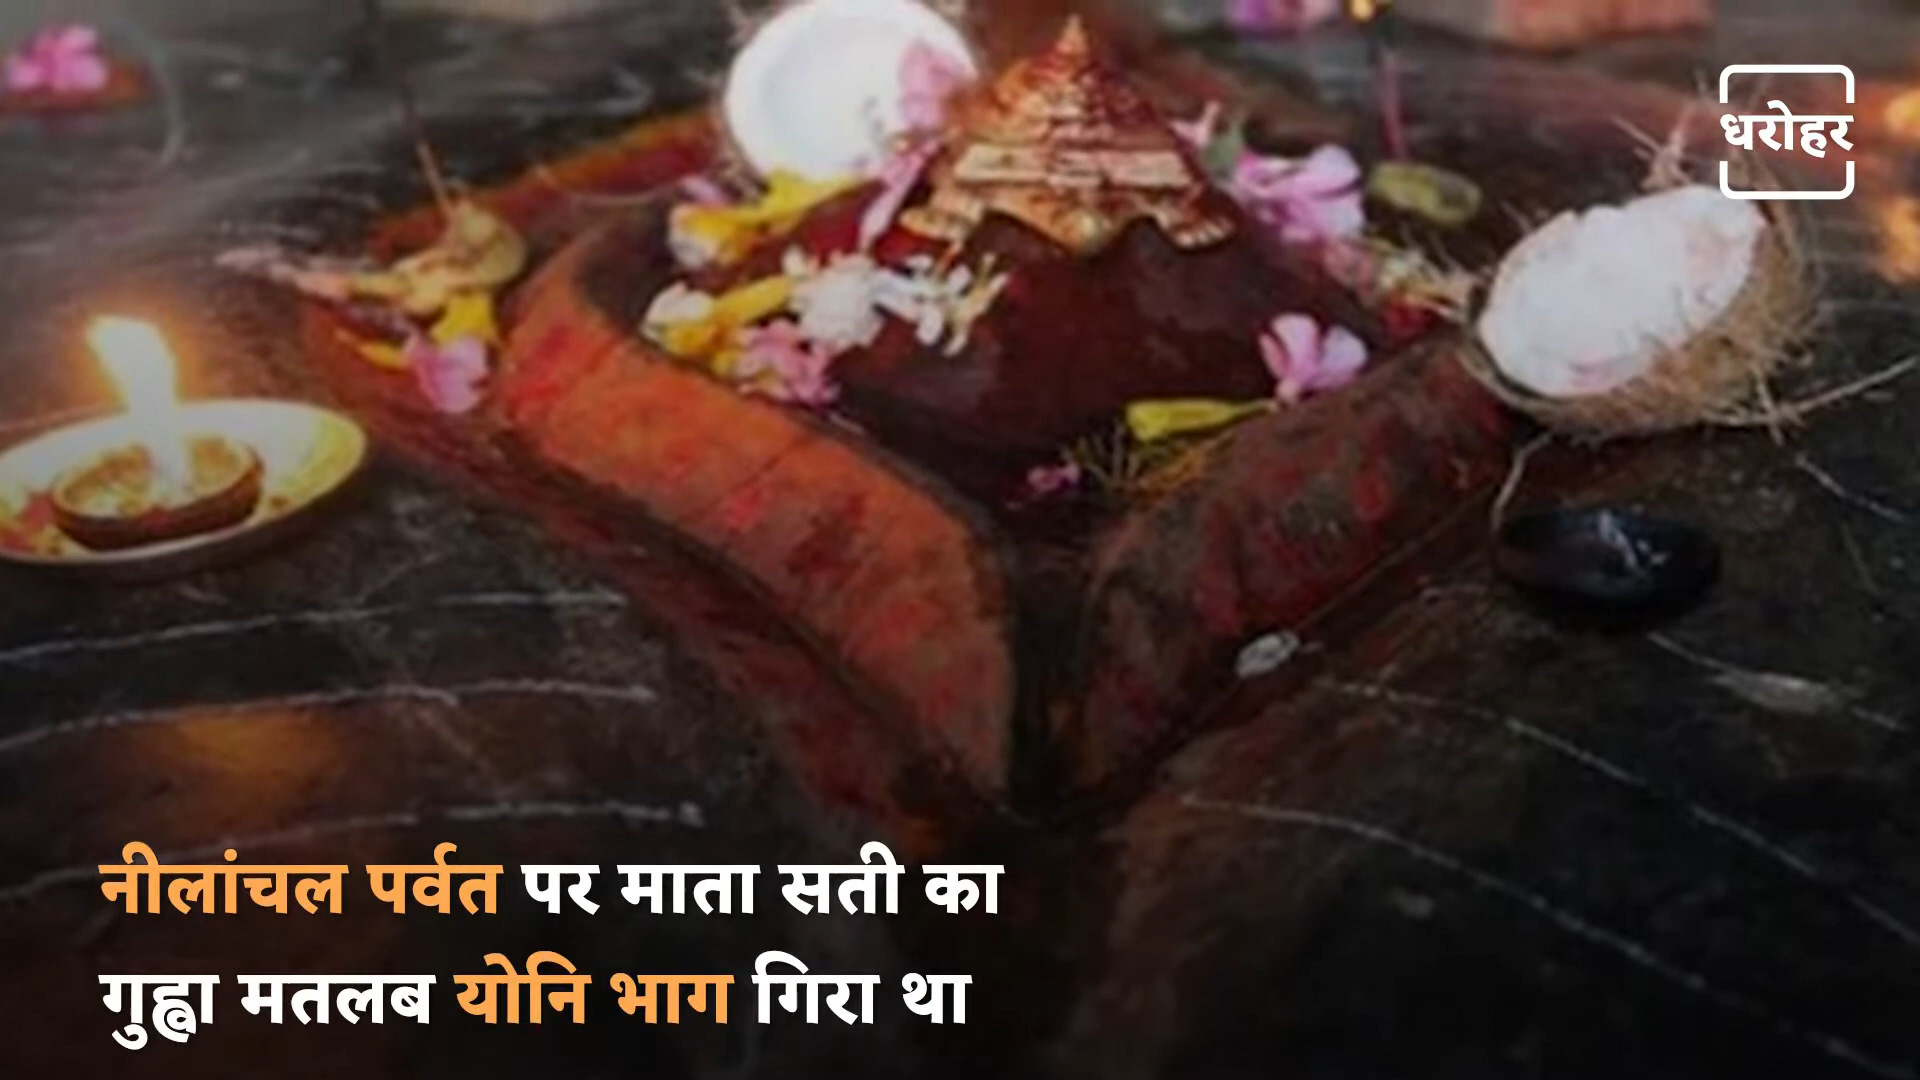 धरोहर
नीलांचल पर्वत पर माता सती का
गुह्वा मतलब योनि भाग गिरा था